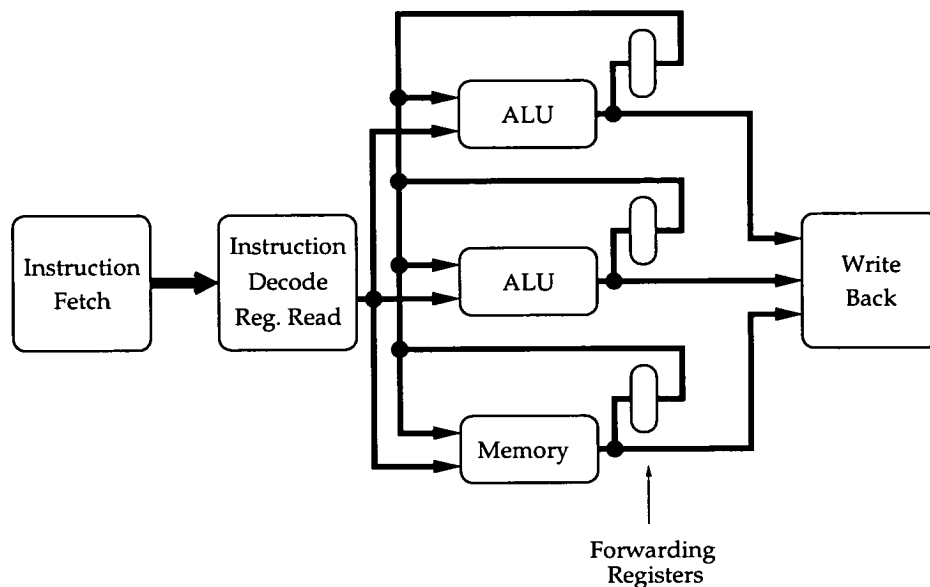 Instruction
Fetch
Instruction
Decode
Reg. Read
ALU
ALU
Memory
Write
Back
Forwarding
Registers